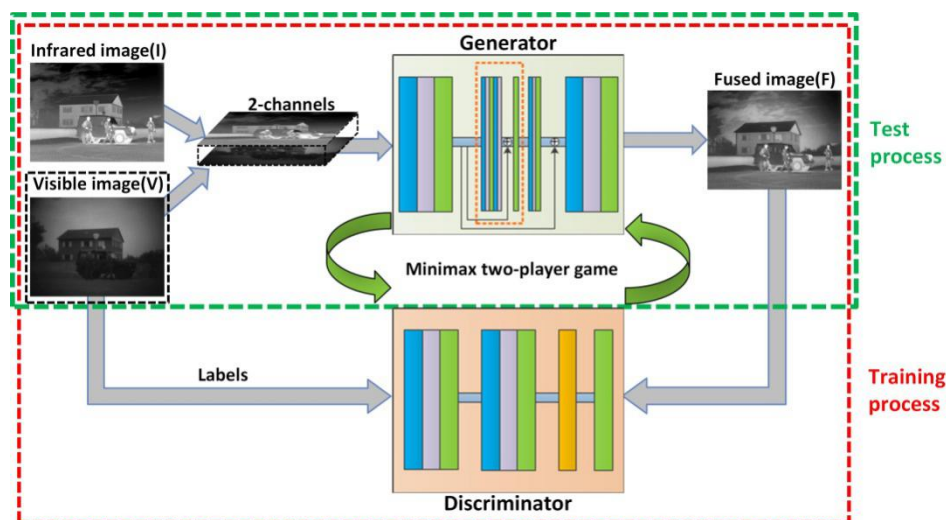 Generator
Infrared image(I)
2-channels
Fused image(F)
Test
process
Visible image(V)
Minimax two-player game
Labels
Training
process
Discriminator